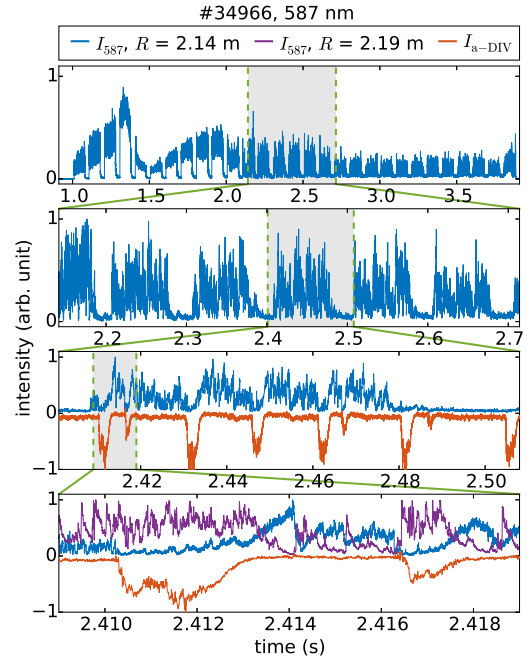 #34966, 587 nm
I₅₈₇, R = 2.14 m I₅₈₇, R = 2.19 m Iₐ₋DIV
1
0
1.0 1.5 2.0 2.5 3.0 3.5
1
0
2.2 2.3 2.4 2.5 2.6 2.7
1
0
−1
2.42 2.44 2.46 2.48 2.50
1
0
−1
2.410 2.412 2.414 2.416 2.418
time (s)
intensity (arb. unit)